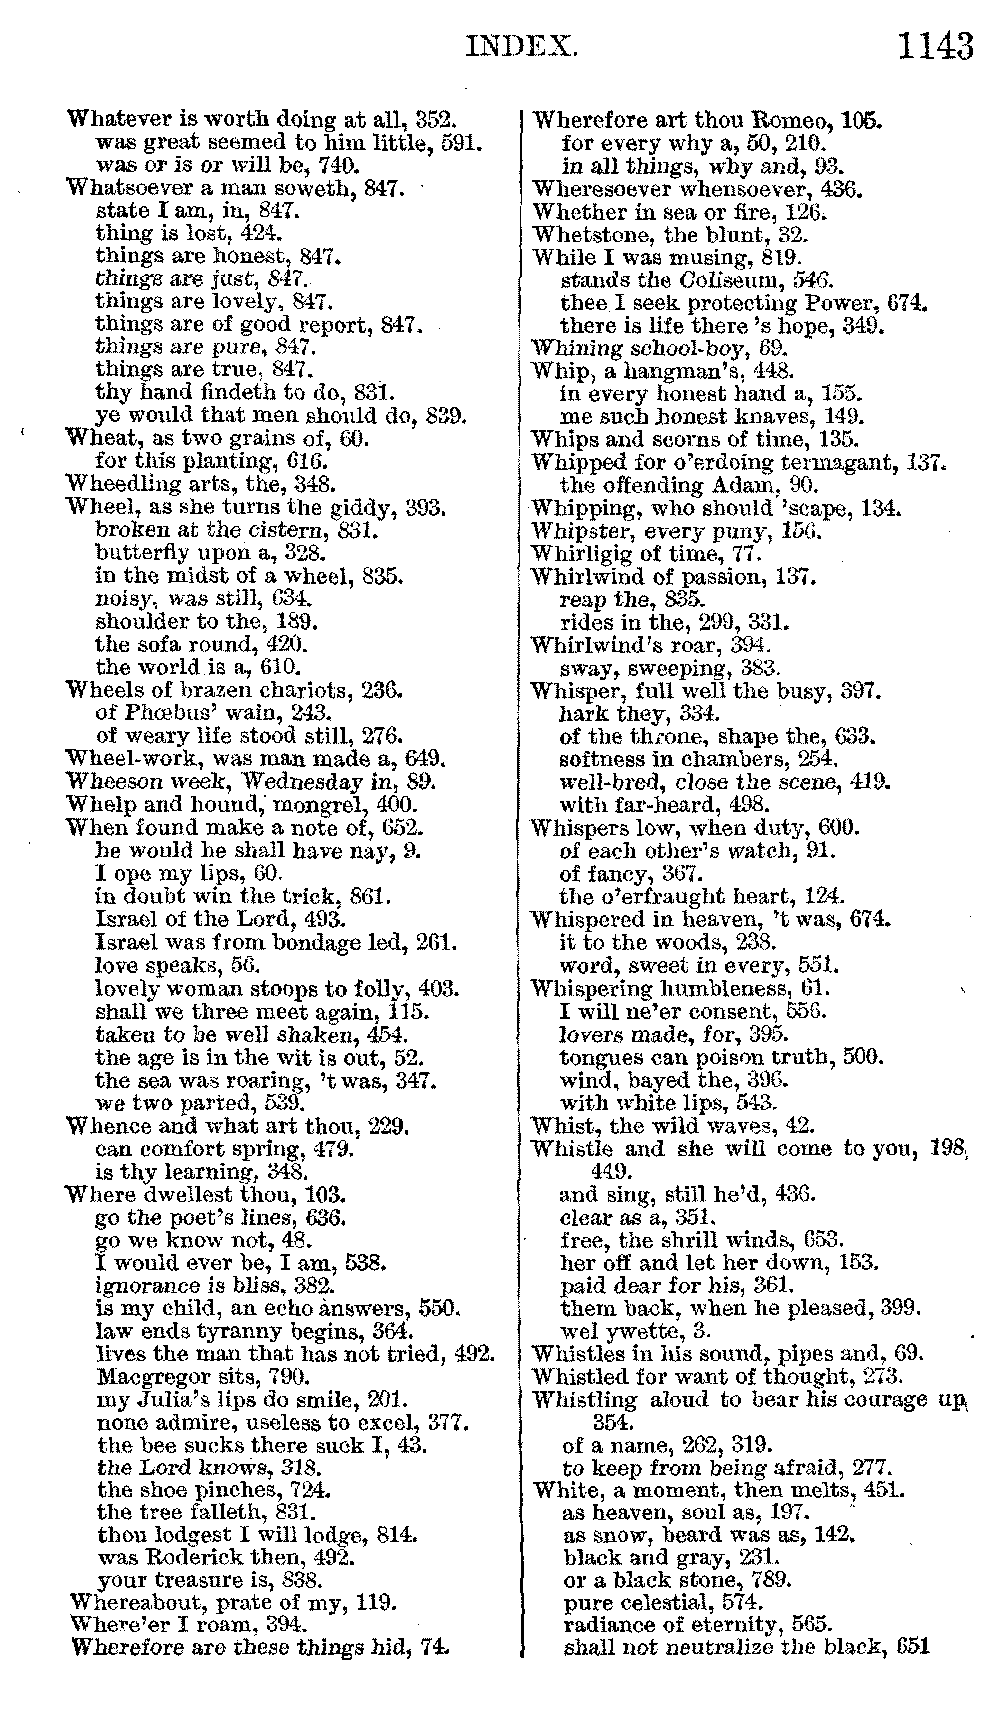 INDEX.
1143
Whatever is worth doing at all, 352.
was great seemed to him little, 591.
was or is or will be, 740.
Whatsoever a man soweth, 847.
state I am, in, 847.
thing is lost, 424.
things are honest, 847.
things are just, 847.
things are lovely, 847.
things are of good report, 847.
things are pure, 847.
things are true, 847.
thy hand findeth to do, 831.
ye would that men should do, 839.
Wheat, as two grains of, 60.
for this planting, 616.
Wheedling arts, the, 348.
Wheel, as she turns the giddy, 393.
broken at the cistern, 831.
butterfly upon a, 328.
in the midst of a wheel, 835.
noisy, was still, 634.
shoulder to the, 189.
the sofa round, 420.
the world is a, 610.
Wheels of brazen chariots, 236.
of Phœbus' wain, 243.
of weary life stood still, 276.
Wheel-work, was man made a, 649.
Wheeson week, Wednesday in, 89.
Whelp and hound, mongrel, 400.
When found make a note of, 652.
he would he shall have nay, 9.
I ope my lips, 60.
in doubt win the trick, 861.
Israel of the Lord, 493.
Israel was from bondage led, 261.
love speaks, 56.
lovely woman stoops to folly, 403.
shall we three meet again, 115.
taken to be well shaken, 454.
the age is in the wit is out, 52.
the sea was roaring, 't was, 347.
we two parted, 539.
Whence and what art thou, 229.
can comfort spring, 479.
is thy learning, 348.
Where dwellest thou, 103.
go the poet's lines, 636.
go we know not, 48.
I would ever be, I am, 538.
ignorance is bliss, 382.
is my child, an echo answers, 550.
law ends tyranny begins, 364.
lives the man that has not tried, 492.
Macgregor sits, 790.
my Julia's lips do smile, 201.
none admire, useless to excel, 377.
the bee sucks there suck I, 43.
the Lord knows, 318.
the shoe pinches, 724.
the tree falleth, 831.
thou lodgest I will lodge, 814.
was Roderick then, 492.
your treasure is, 838.
Whereabout, prate of my, 119.
Where'er I roam, 394.
Wherefore are these things hid, 74.
Wherefore art thou Romeo, 105.
for every why a, 50, 210.
in all things, why and, 93.
Wheresoever whensoever, 436.
Whether in sea or fire, 126.
Whetstone, the blunt, 32.
While I was musing, 819.
stands the Coliseum, 546.
thee I seek protecting Power, 674.
there is life there 's hope, 349.
Whining school-boy, 69.
Whip, a hangman's, 448.
in every honest hand a, 155.
me such honest knaves, 149.
Whips and scorns of time, 135.
Whipped for o'erdoing termagant, 137.
the offending Adam, 90.
Whipping, who should 'scape, 134.
Whipster, every puny, 156.
Whirligig of time, 77.
Whirlwind of passion, 137.
reap the, 835.
rides in the, 299, 331.
Whirlwind's roar, 394.
sway, sweeping, 383.
Whisper, full well the busy, 397.
hark they, 334.
of the throne, shape the, 633.
softness in chambers, 254.
well-bred, close the scene, 419.
with far-heard, 498.
Whispers low, when duty, 600.
of each other's watch, 91.
of fancy, 367.
the o'erfraught heart, 124.
Whispered in heaven, 't was, 674.
it to the woods, 238.
word, sweet in every, 551.
Whispering humbleness, 61.
I will ne'er consent, 556.
lovers made, for, 395.
tongues can poison truth, 500.
wind, bayed the, 396.
with white lips, 543.
Whist, the wild waves, 42.
Whistle and she will come to you, 198,
449.
and sing, still he'd, 436.
clear as a, 351.
free, the shrill winds, 653.
her off and let her down, 153.
paid dear for his, 361.
them back, when he pleased, 399.
wel ywette, 3.
Whistles in his sound, pipes and, 69.
Whistled for want of thought, 273.
Whistling aloud to bear his courage up,
354.
of a name, 262, 319.
to keep from being afraid, 277.
White, a moment, then melts, 451.
as heaven, soul as, 197.
as snow, beard was as, 142.
black and gray, 231.
or a black stone, 789.
pure celestial, 574.
radiance of eternity, 565.
shall not neutralize the black, 651